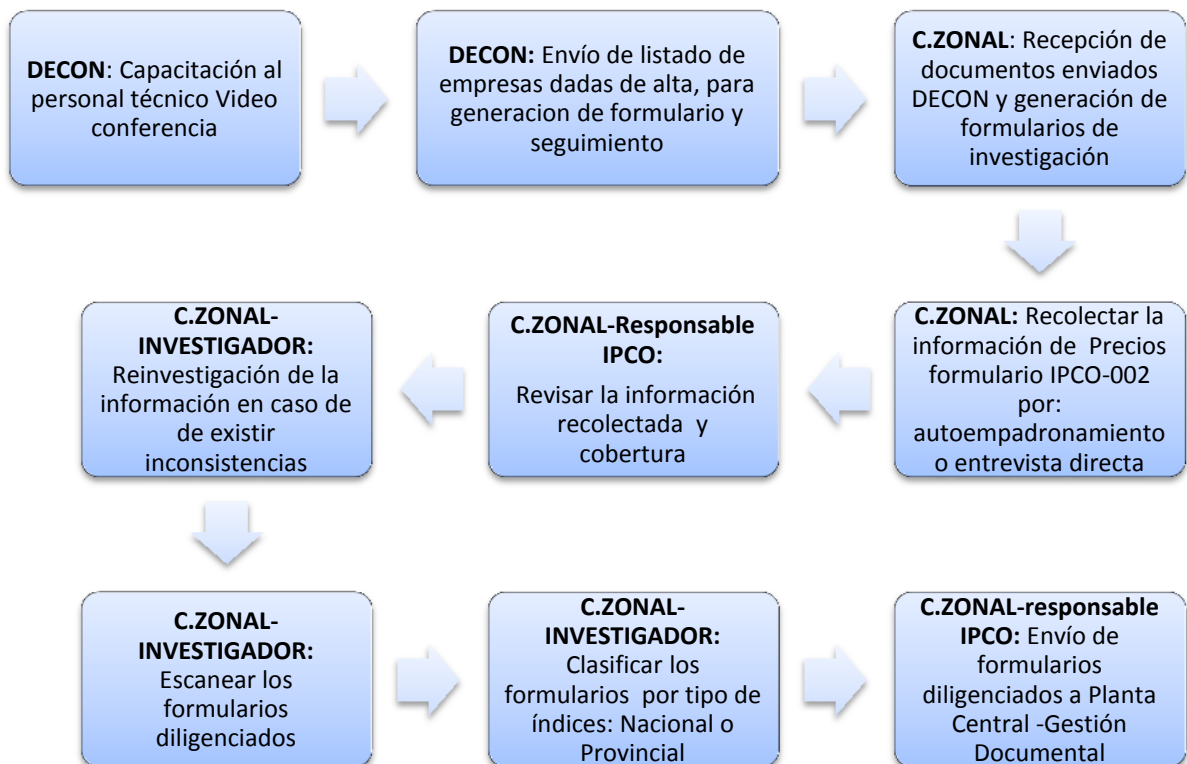 DECON: Capacitación al
personal técnico Video
conferencia
DECON: Envío de listado de
empresas dadas de alta, para
generacion de formulario y
seguimiento
C.ZONAL: Recepción de
documentos enviados
DECON y generación de
formularios de
investigación
C.ZONAL: Recolectar la
información de Precios
formulario IPCO-002
por:
autoempadronamiento
o entrevista directa
C.ZONAL-Responsable
IPCO:
Revisar la información
recolectada y
cobertura
C.ZONAL-
INVESTIGADOR:
Reinvestigación de la
información en caso de
de existir
inconsistencias
C.ZONAL-
INVESTIGADOR:
Escanear los
formularios
diligenciados
C.ZONAL-
INVESTIGADOR:
Clasificar los
formularios por tipo de
índices: Nacional o
Provincial
C.ZONAL-responsable
IPCO: Envío de
formularios
diligenciados a Planta
Central -Gestión
Documental